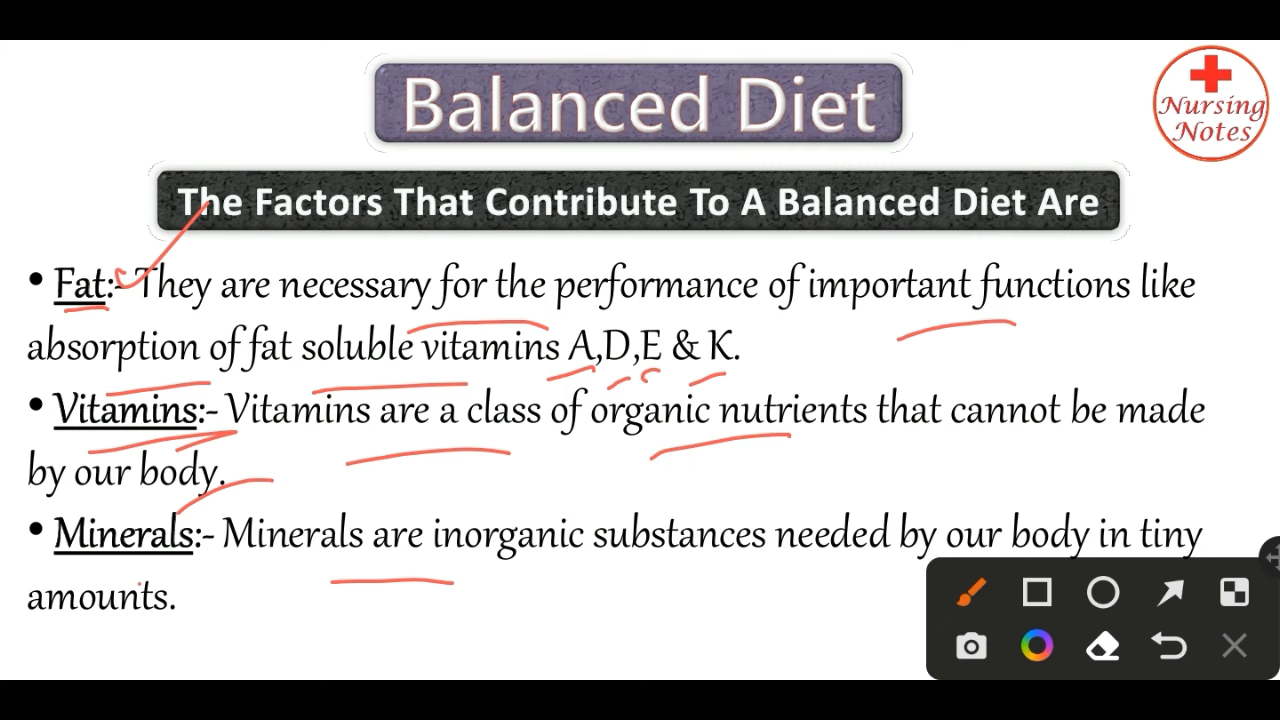 Balanced Diet
Nursing
Notes
The Factors That Contribute To A Balanced Diet Are
• Fat:- They are necessary for the performance of important functions like
absorption of fat soluble vitamins A,D,E & K.
• Vitamins:- Vitamins are a class of organic nutrients that cannot be made
by our body.
• Minerals:- Minerals are inorganic substances needed by our body in tiny
amounts.